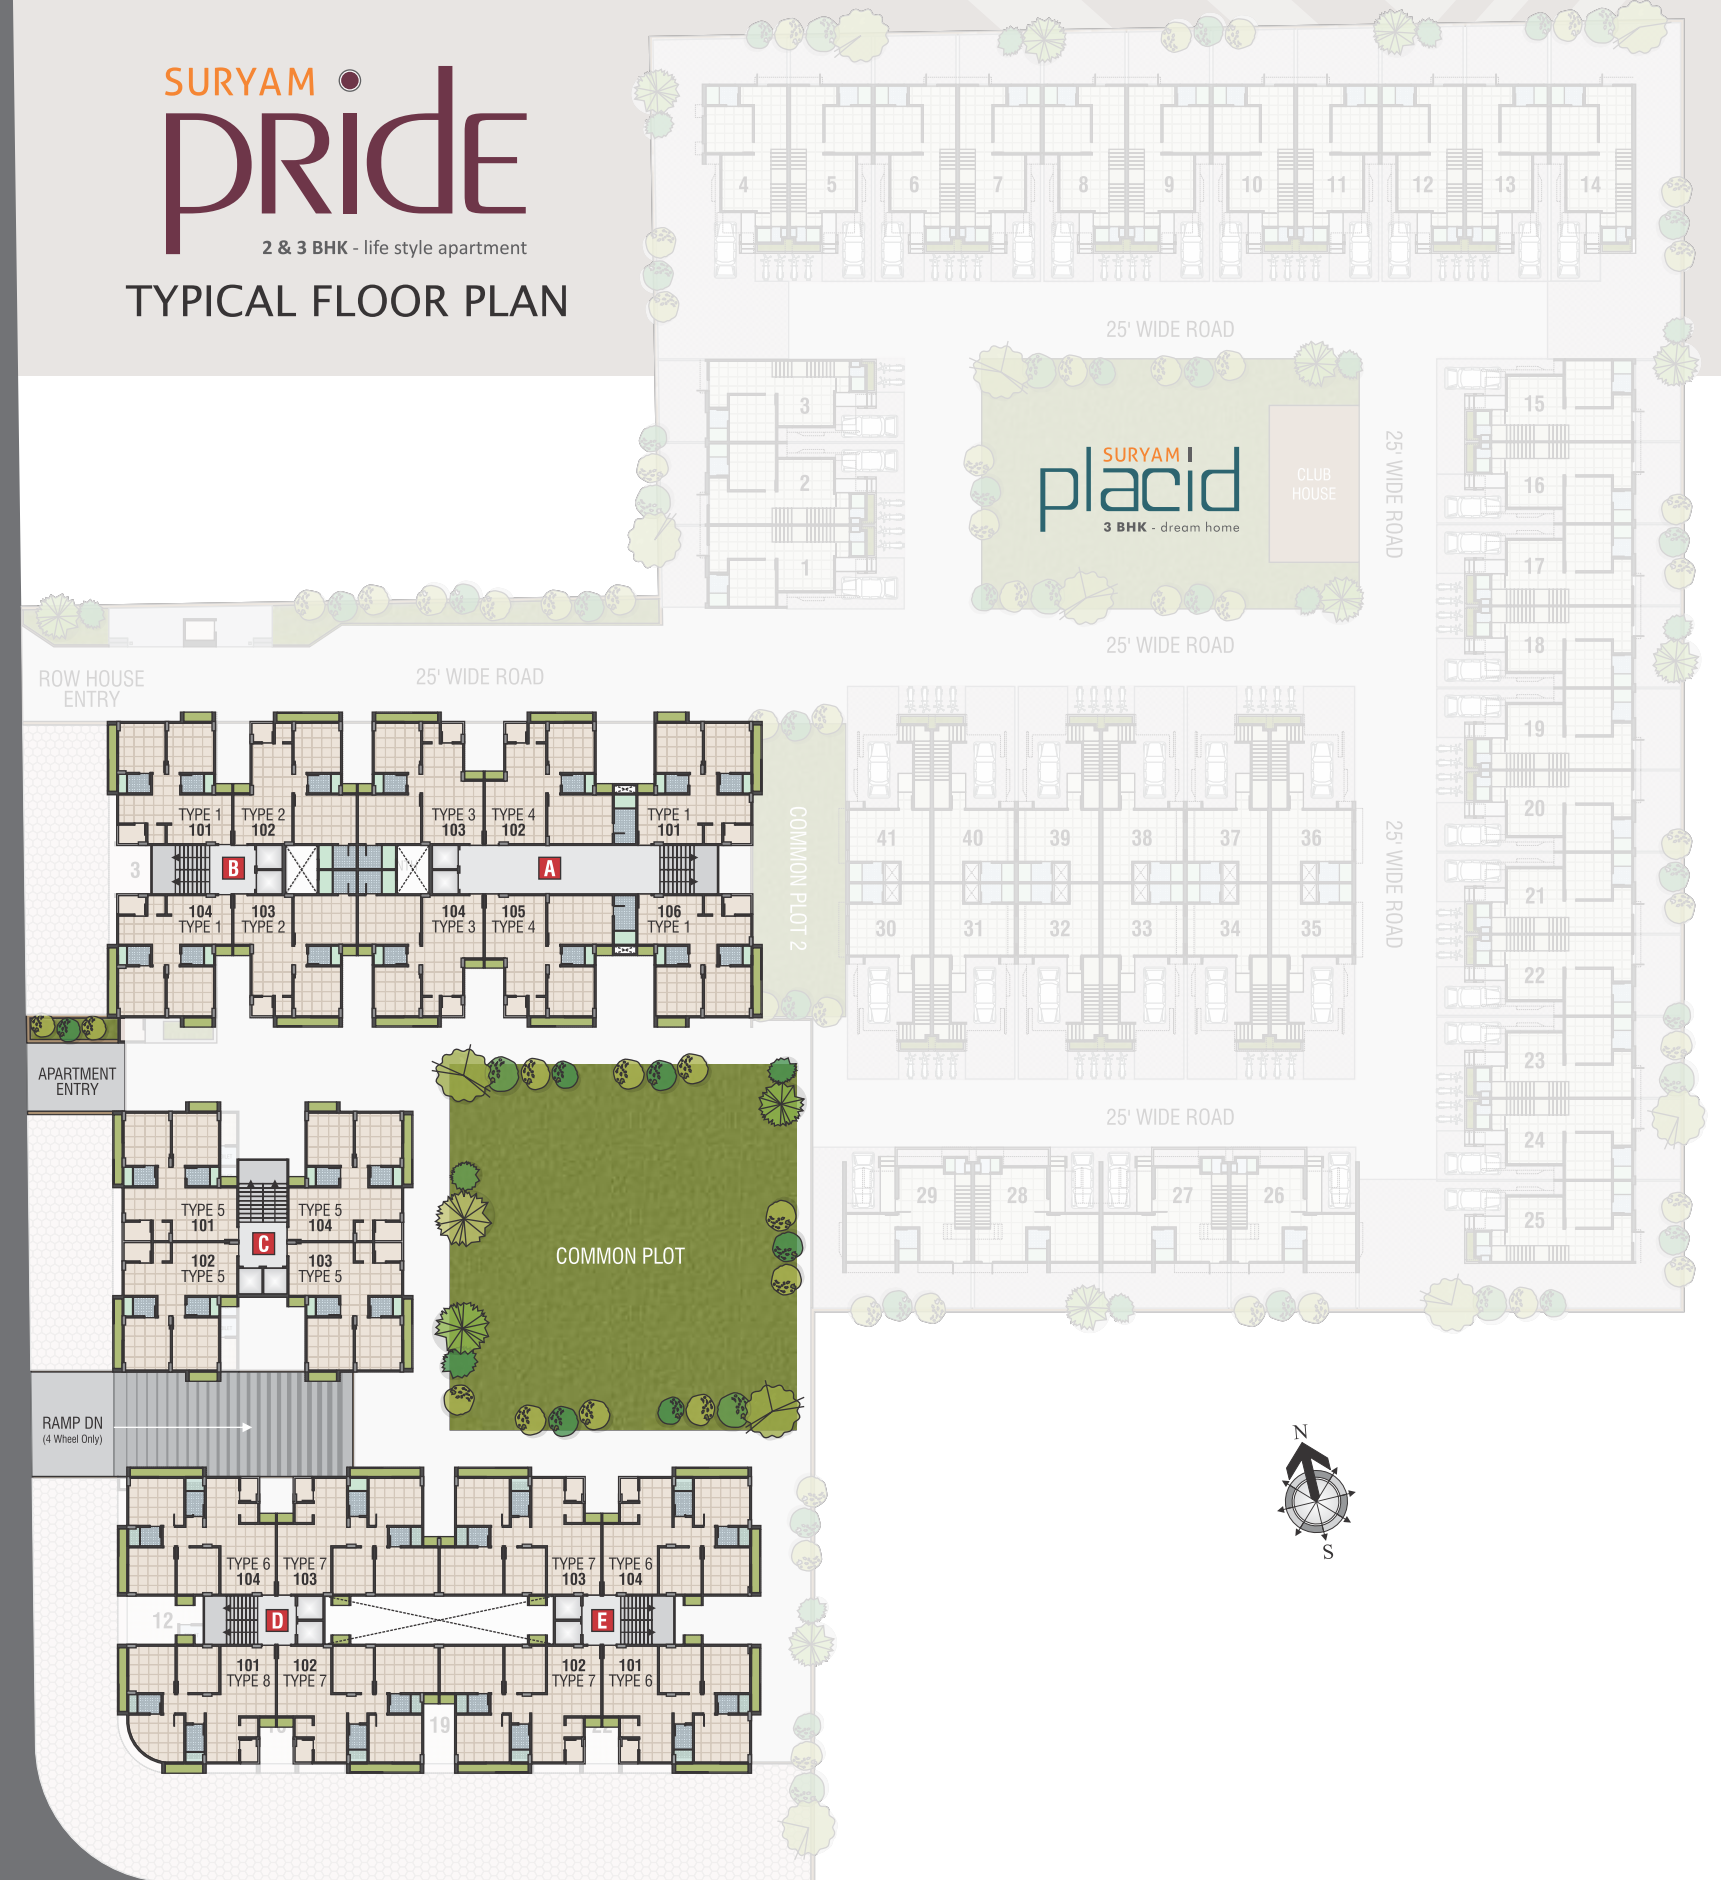 SURYAM
PRIDE
2 & 3 BHK - life style apartment
TYPICAL FLOOR PLAN
4
5
6
7
8
9
10
11
12
13
14
25' WIDE ROAD
3
2
1
SURYAM
placid
3 BHK - dream home
CLUB
HOUSE
25' WIDE ROAD
15
16
17
18
19
20
21
22
23
24
25
25' WIDE ROAD
ROW HOUSE
ENTRY
25' WIDE ROAD
TYPE 1
101
TYPE 2
102
TYPE 3
103
TYPE 4
102
TYPE 1
101
3
B
A
104
TYPE 1
103
TYPE 2
104
TYPE 3
105
TYPE 4
106
TYPE 1
COMMON PLOT 2
41
40
39
38
37
36
30
31
32
33
34
35
25' WIDE ROAD
APARTMENT
ENTRY
25' WIDE ROAD
TYPE 5
101
TYPE 5
104
C
102
TYPE 5
103
TYPE 5
COMMON PLOT
29
28
27
26
RAMP DN
(4 Wheel Only)
N
S
TYPE 6
104
TYPE 7
103
TYPE 7
103
TYPE 6
104
12
D
E
101
TYPE 8
102
TYPE 7
102
TYPE 7
101
TYPE 6
19
22